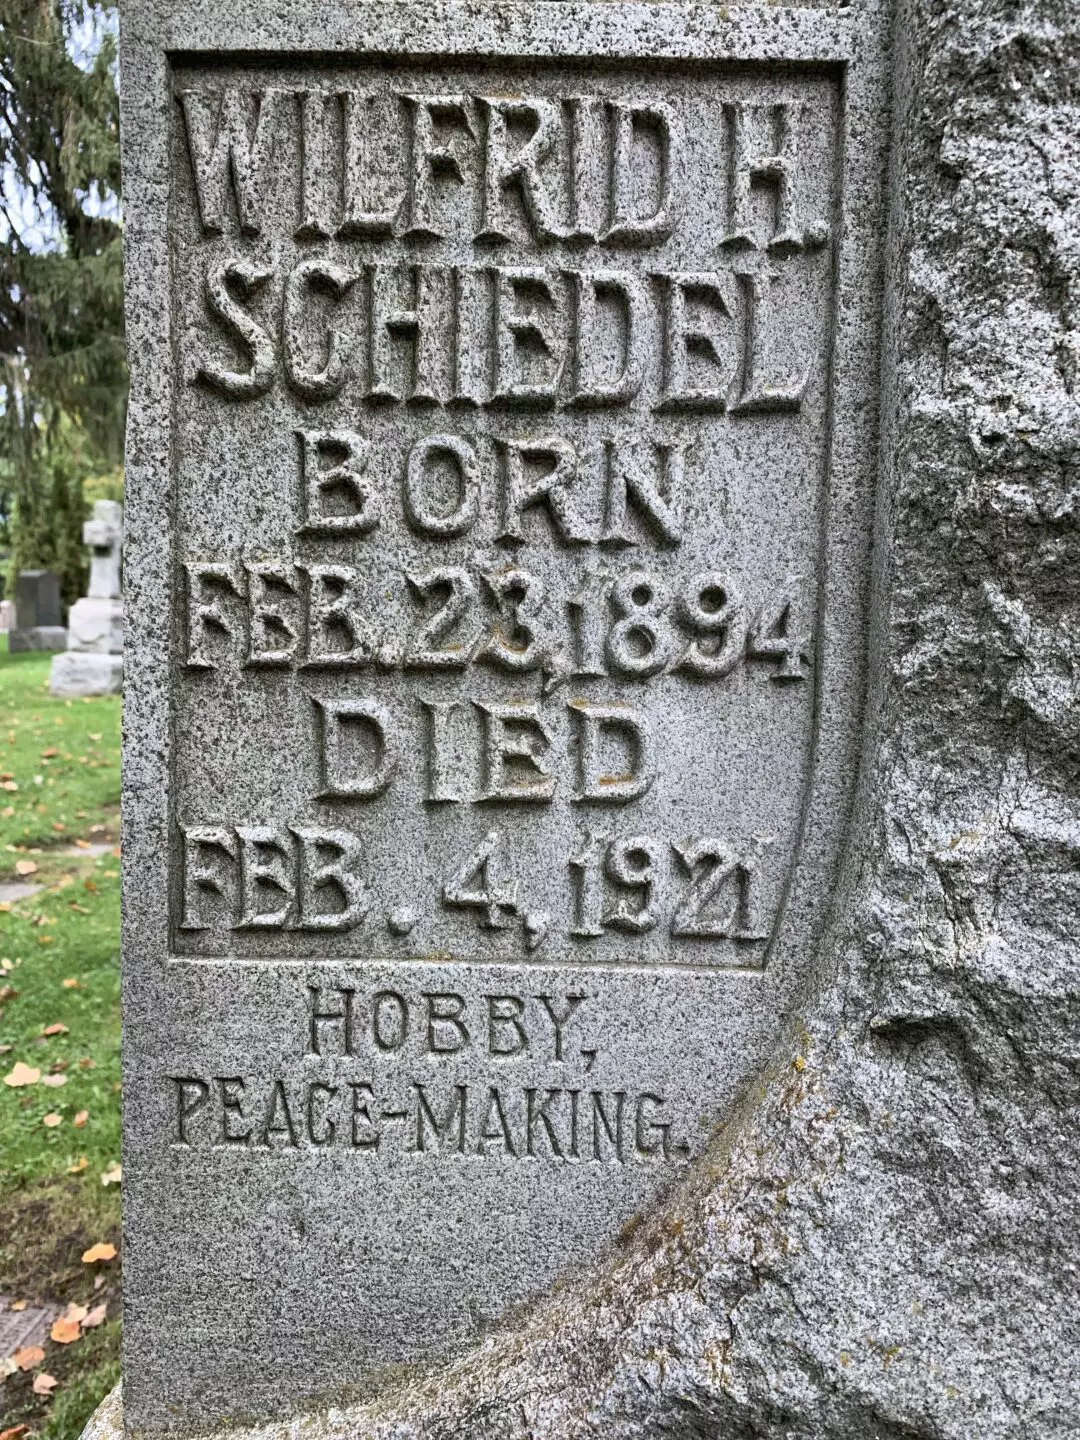 WILFRID H.
SCHIEDEL
BORN
FEB. 23, 1894
DIED
FEB. 4, 1921
HOBBY,
PEACE-MAKING.